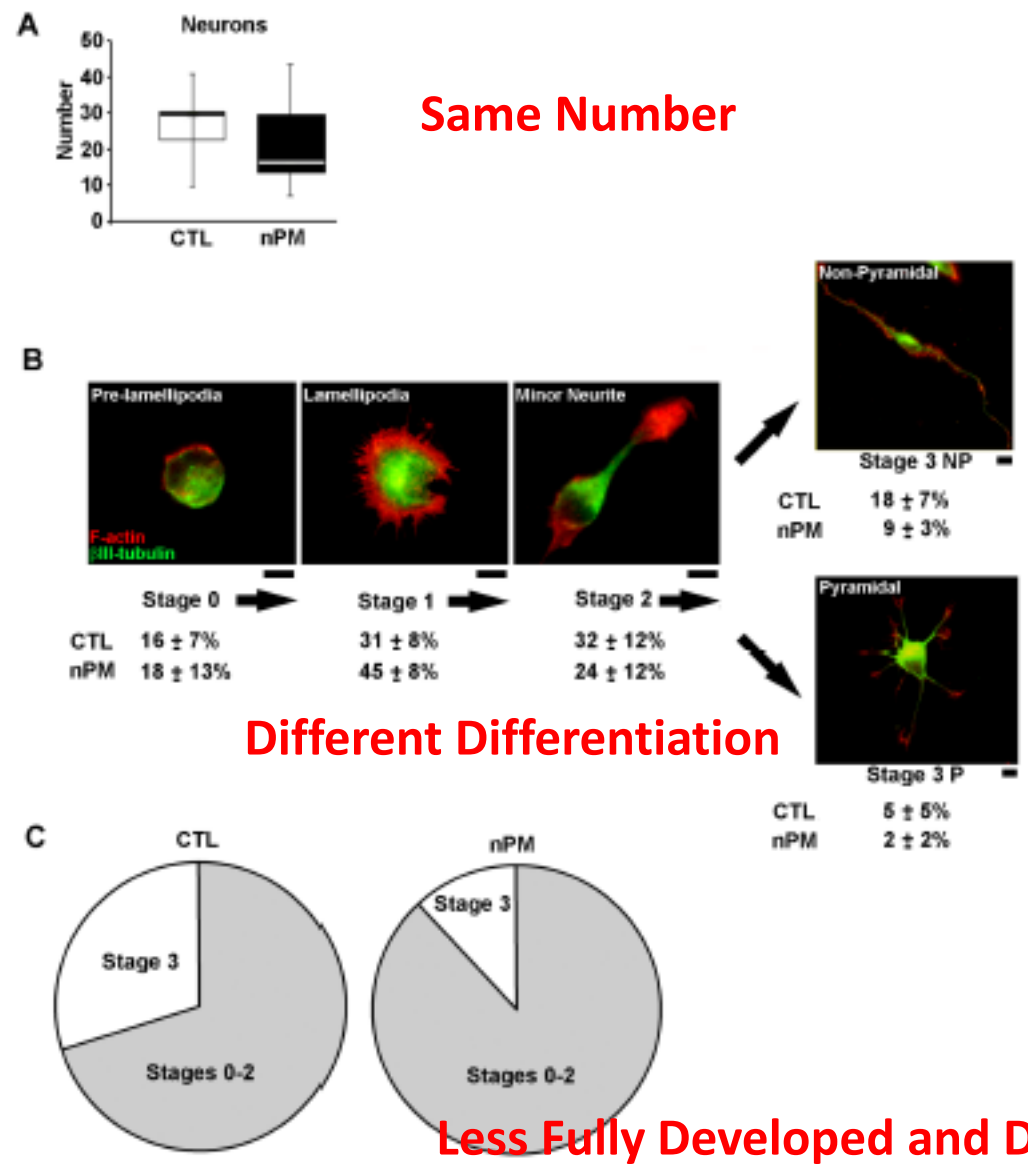 A
Neurons
50
40
30
20
10
0
Number
CTL nPM
Same Number
B
Pre-lamellipodia
F-actin
βIII-tubulin
Lamellipodia
Minor Neurite
Non-Pyramidal
Stage 3 NP
CTL 18 ± 7%
nPM 9 ± 3%
Stage 0 Stage 1 Stage 2
CTL 16 ± 7% 31 ± 8% 32 ± 12%
nPM 18 ± 13% 45 ± 8% 24 ± 12%
Pyramidal
Stage 3 P
CTL 5 ± 5%
nPM 2 ± 2%
Different Differentiation
C
CTL
Stage 3
Stages 0-2
nPM
Stage 3
Stages 0-2
Less Fully Developed and D